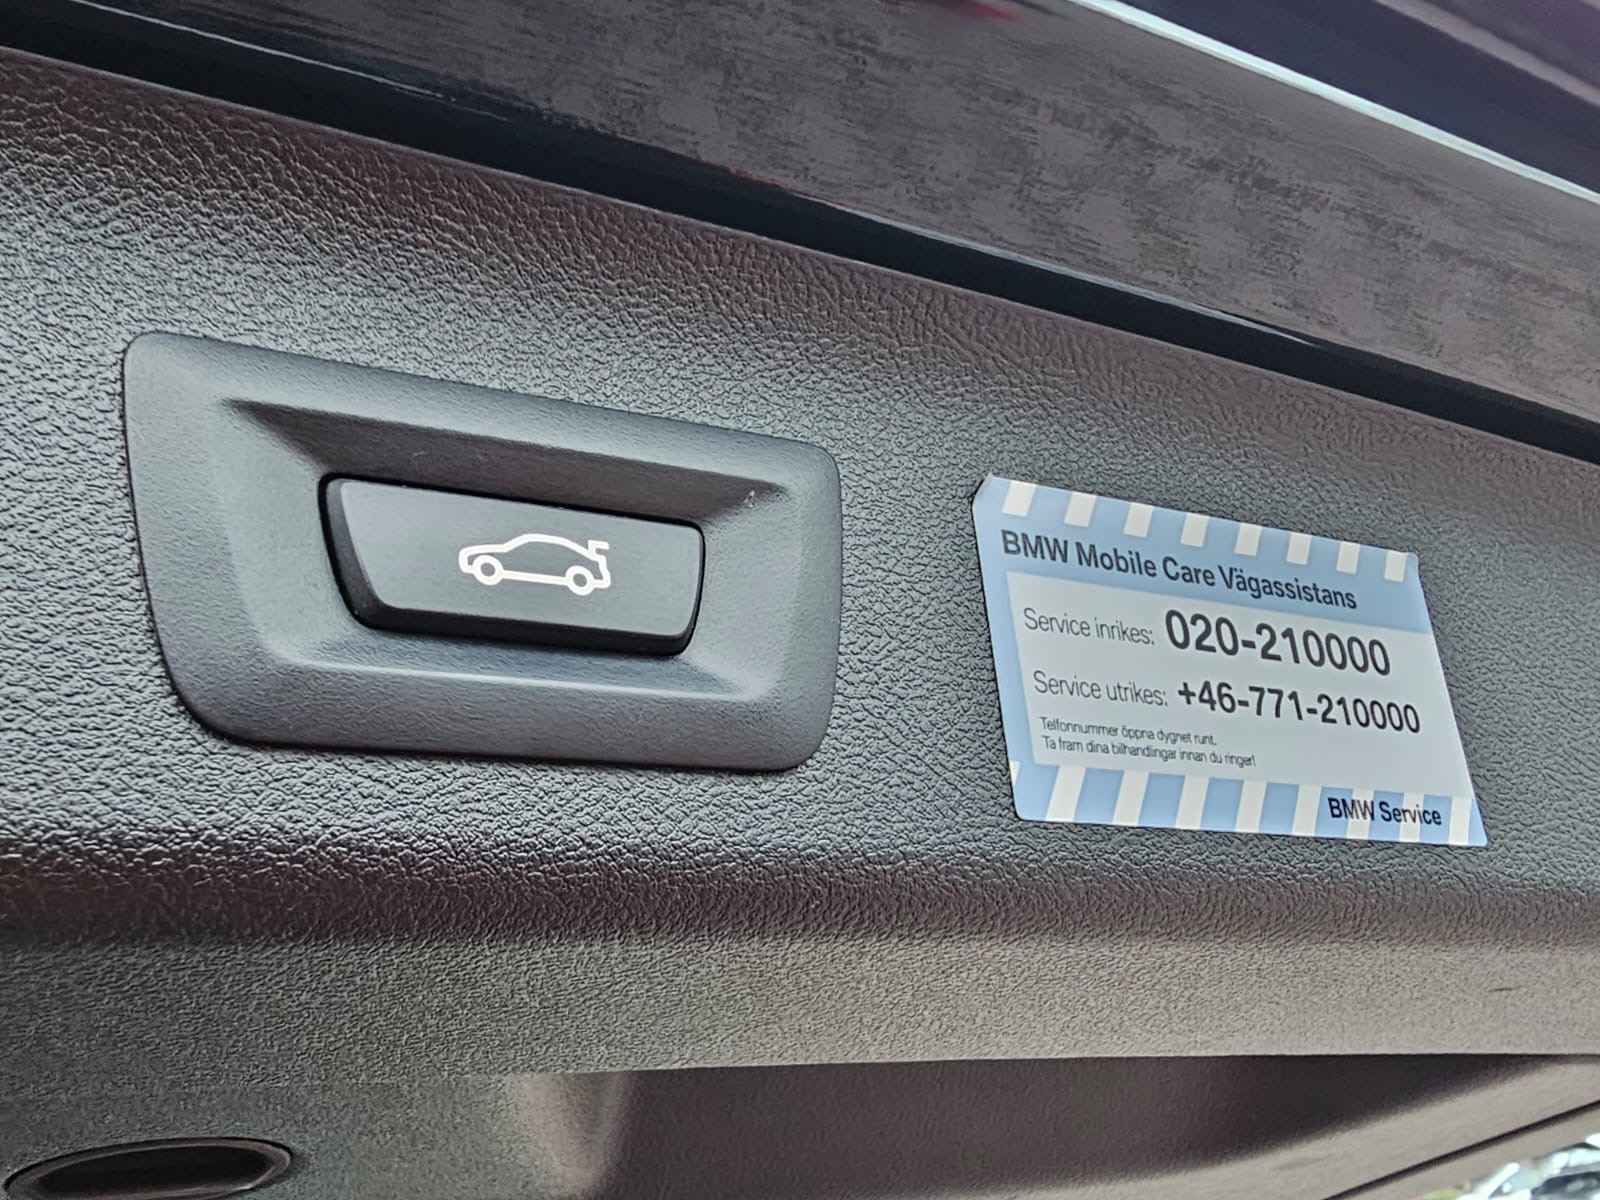 BMW Mobile Care Vägassistans
Service inrikes: 020-210000
Service utrikes: +46-771-210000
Telfonnummer öppna dygnet runt.
Ta fram dina bilhandlingar innan du ringer!
BMW Service